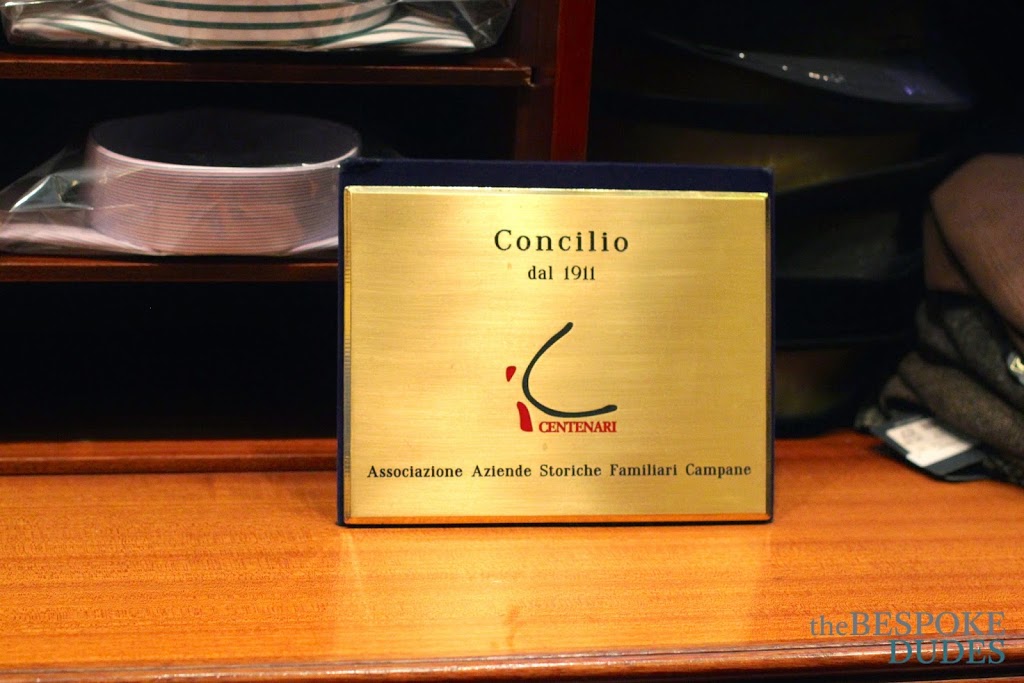 Concilio
dal 1911
i CENTENARI
Associazione Aziende Storiche Familiari Campane
theBESPOKE
DUDES